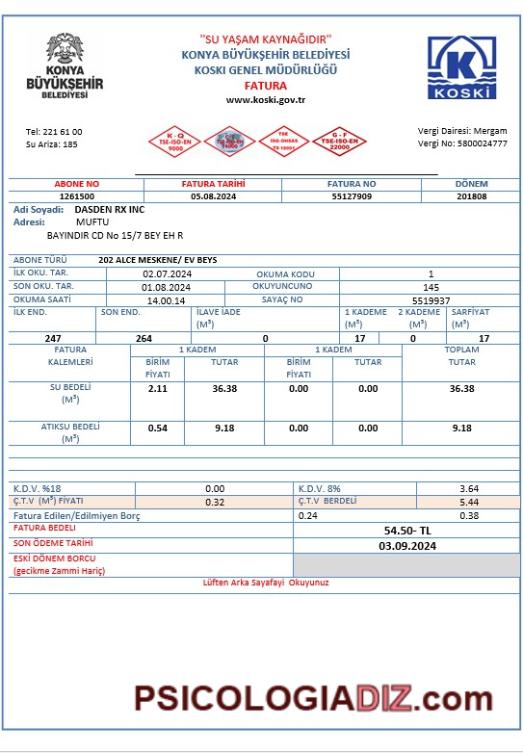 "SU YAŞAM KAYNAĞIDIR"
KONYA BÜYÜKŞEHİR BELEDİYESİ
KOSKI GENEL MÜDÜRLÜĞÜ
FATURA
www.koski.gov.tr
KONYA
BÜYÜKŞEHİR
BELEDİYESİ
KOSKİ
Tel: 221 61 00
Su Ariza: 185
K - Q
TSE-ISO-EN
9000
TSK
ISO OHSAS
G - F
TSE-ISO-EN
22000
Vergi Dairesi: Mergam
Vergi No: 5800024777
ABONE NO FATURA TARİHİ FATURA NO DÖNEM
1261500 05.08.2024 55127909 201808
Adi Soyadi: DASDEN RX INC
Adresi: MUFTU
BAYINDIR CD No 15/7 BEY EH R
ABONE TÜRÜ 202 ALCE MESKENE/ EV BEYS
İLK OKU. TAR. 02.07.2024 OKUMA KODU 1
SON OKU. TAR. 01.08.2024 OKUYUCUNO 145
OKUMA SAATİ 14.00.14 SAYAÇ NO 5519937
İLK END. SON END. İLAVE İADE (M³) 1 KADEME (M³) 2 KADEME (M³) SARFİYAT (M³)
247 264 0 17 0 17
FATURA KALEMLERİ 1 KADEM 1 KADEM TOPLAM TUTAR
BİRİM FİYATI TUTAR BİRİM FİYATI TUTAR
SU BEDELİ (M³) 2.11 36.38 0.00 0.00 36.38
ATIKSU BEDELİ (M³) 0.54 9.18 0.00 0.00 9.18
K.D.V. %18 0.00 K.D.V. 8% 3.64
Ç.T.V (M³) FİYATI 0.32 Ç.T.V BERDELİ 5.44
Fatura Edilen/Edilmiyen Borç 0.24 0.38
FATURA BEDELI 54.50- TL
SON ÖDEME TARİHİ 03.09.2024
ESKİ DÖNEM BORCU
(gecikme Zammi Hariç)
Lüften Arka Sayafayi Okuyunuz
PSICOLOGIADIZ.com